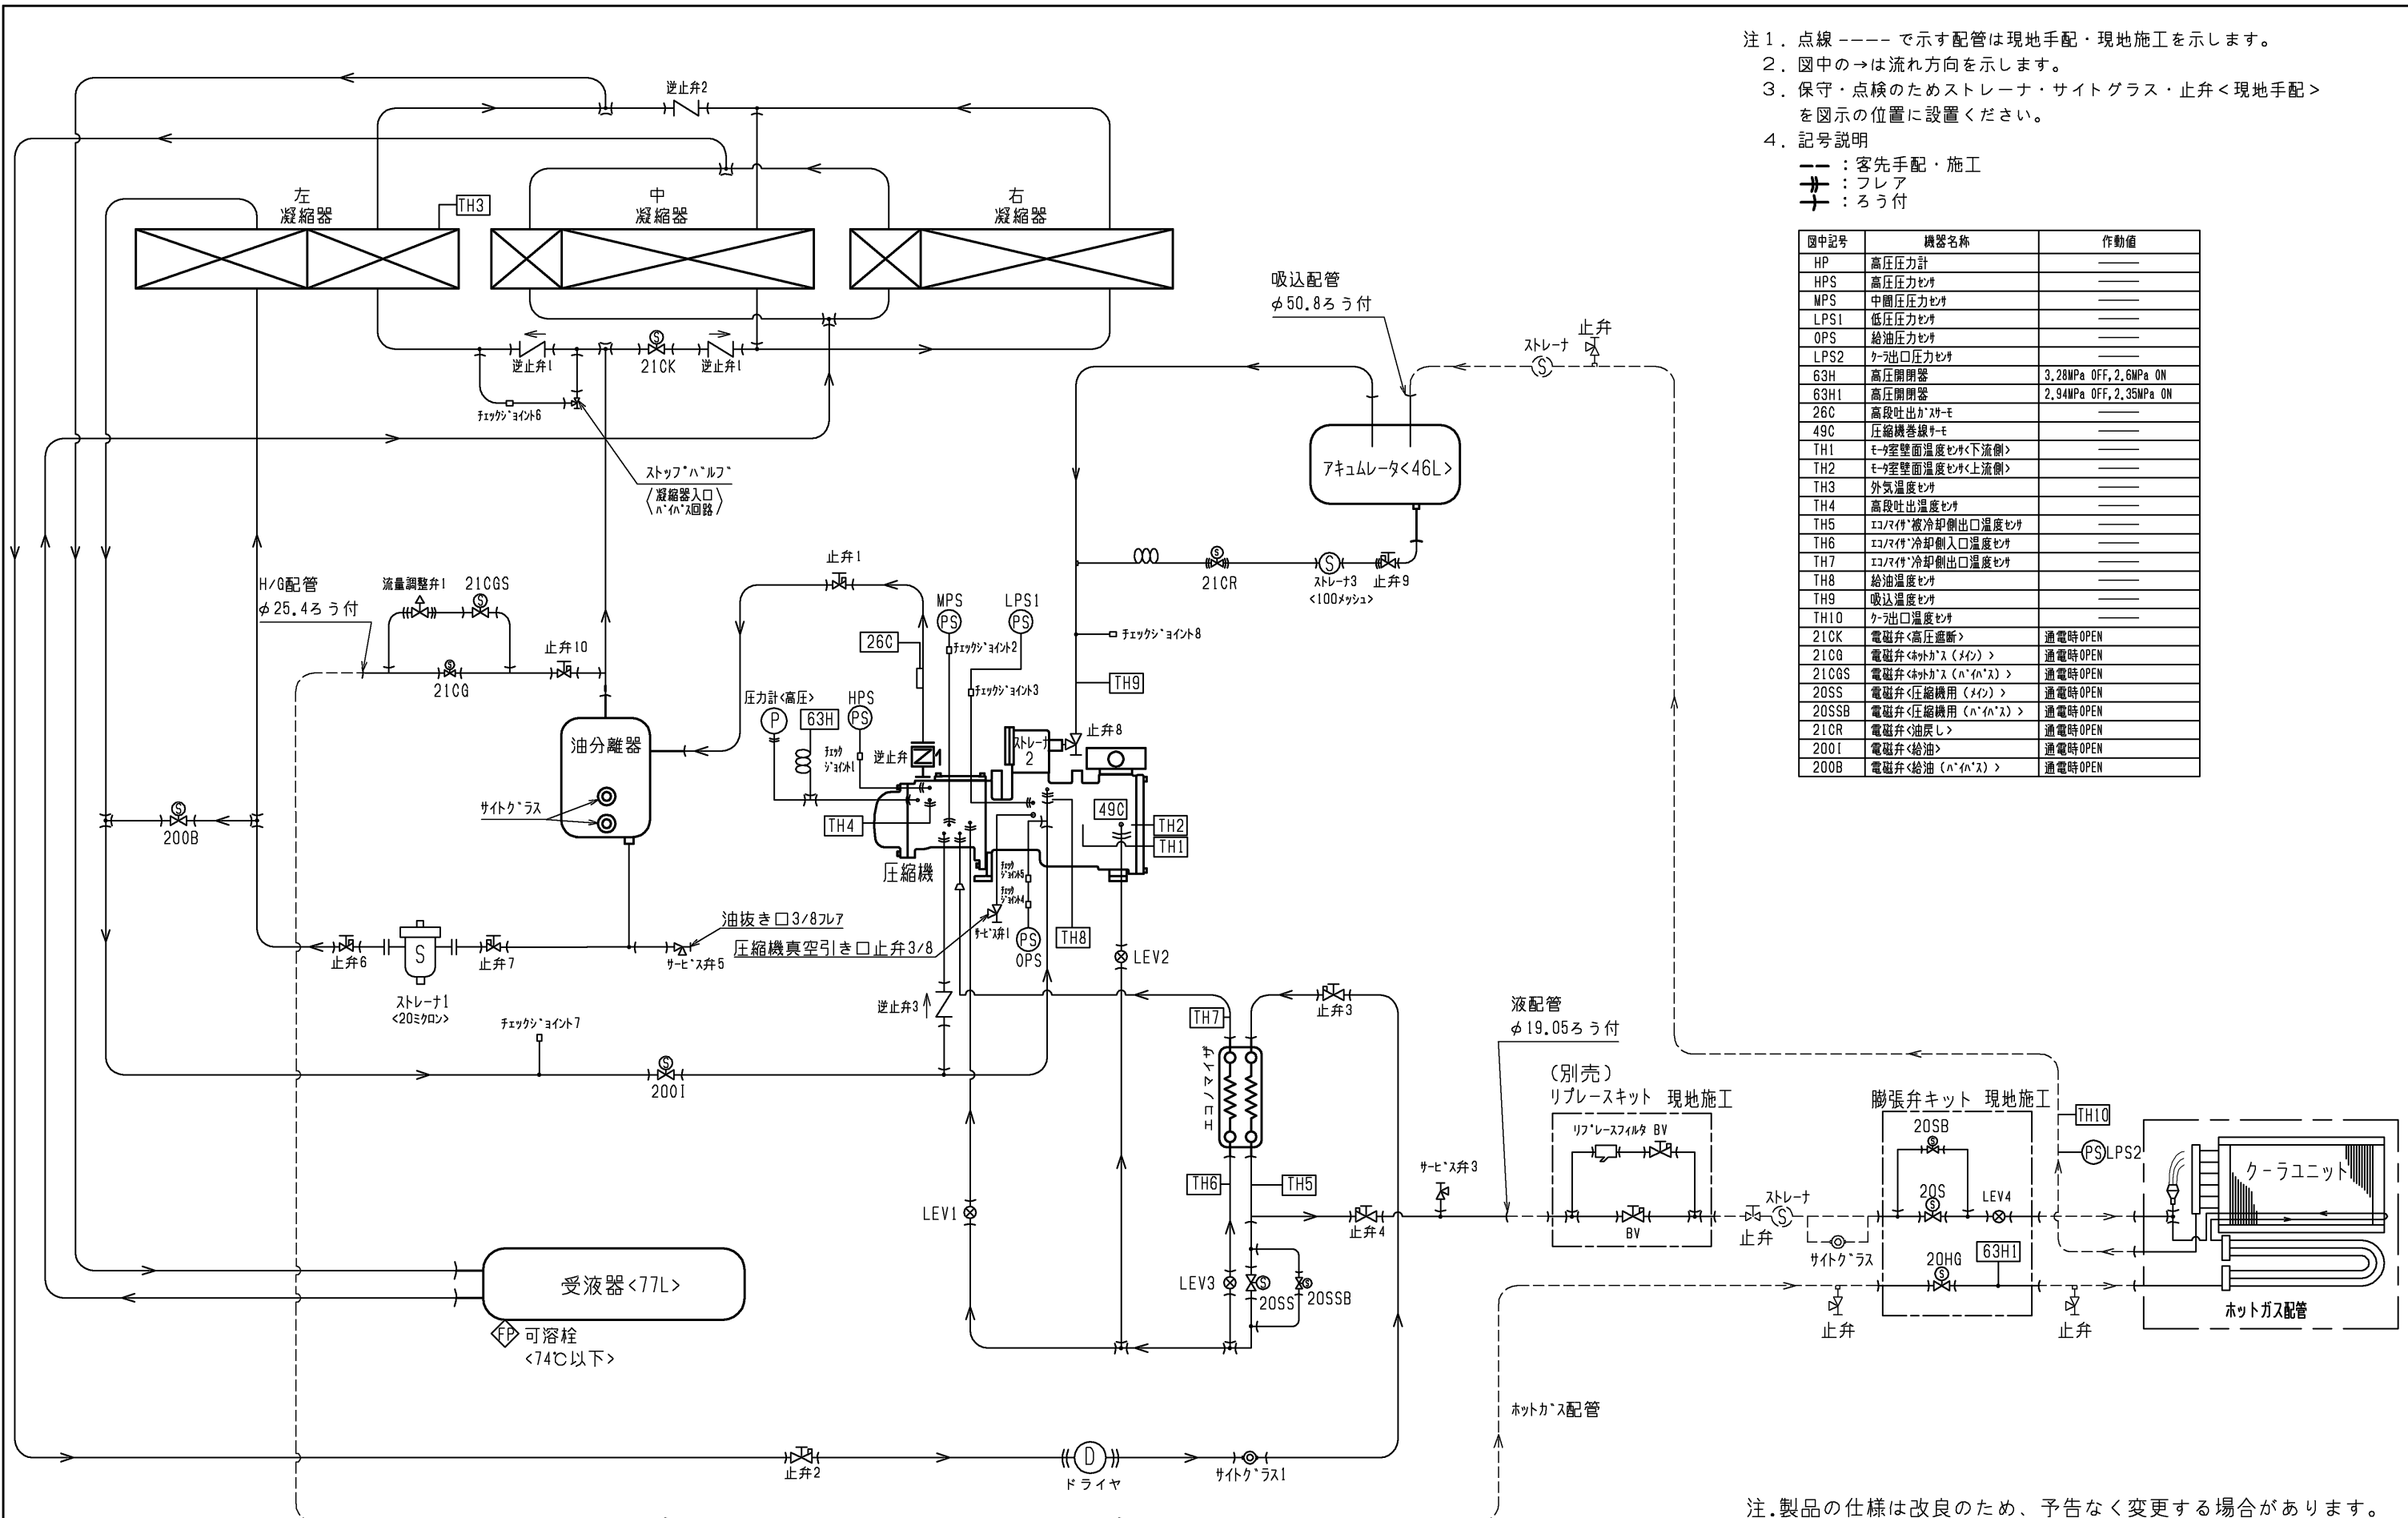 注1. 点線 ---- で示す配管は現地手配・現地施工を示します。
2. 図中の→は流れ方向を示します。
3. 保守・点検のためストレーナ・サイトグラス・止弁<現地手配>
を図示の位置に設置ください。
4. 記号説明
:客先手配・施工
:フレア
:ろう付
図中記号 機器名称 作動値
HP 高圧圧力計 ――
HPS 高圧圧力センサ ――
MPS 中間圧圧力センサ ――
LPS1 低圧圧力センサ ――
OPS 給油圧力センサ ――
LPS2 クーラ出口圧力センサ ――
63H 高圧開閉器 3.28MPa OFF,2.6MPa ON
63H1 高圧開閉器 2.94MPa OFF,2.35MPa ON
26C 高段吐出ガスサーモ ――
49C 圧縮機巻線サーモ ――
TH1 モータ室壁面温度センサ<下流側> ――
TH2 モータ室壁面温度センサ<上流側> ――
TH3 外気温度センサ ――
TH4 高段吐出温度センサ ――
TH5 エコノマイザ被冷却側出口温度センサ ――
TH6 エコノマイザ冷却側入口温度センサ ――
TH7 エコノマイザ冷却側出口温度センサ ――
TH8 給油温度センサ ――
TH9 吸込温度センサ ――
TH10 クーラ出口温度センサ ――
21CK 電磁弁<高圧遮断> 通電時OPEN
21CG 電磁弁<ホットガス(メイン)> 通電時OPEN
21CGS 電磁弁<ホットガス(バイパス)> 通電時OPEN
20SS 電磁弁<圧縮機用(メイン)> 通電時OPEN
20SSB 電磁弁<圧縮機用(バイパス)> 通電時OPEN
21CR 電磁弁<油戻し> 通電時OPEN
20OI 電磁弁<給油> 通電時OPEN
20OB 電磁弁<給油(バイパス)> 通電時OPEN
逆止弁2
左
凝縮器
TH3
中
凝縮器
右
凝縮器
逆止弁1
S
21CK
逆止弁1
チェックジョイント6
ストップバルブ
凝縮器入口
バイパス回路
吸込配管
φ50.8ろう付
ストレーナ
S
止弁
アキュムレータ<46L>
S
21CR
S
ストレーナ3
<100メッシュ>
止弁9
チェックジョイント8
TH9
止弁8
H/G配管
φ25.4ろう付
流量調整弁1
21CGS
S
S
21CG
止弁10
止弁1
26C
MPS
PS
チェックジョイント2
LPS1
PS
チェックジョイント3
圧力計<高圧>
P
63H
HPS
PS
チェック
ジョイント1
逆止弁
ストレーナ
2
油分離器
サイトグラス
TH4
49C
TH2
TH1
圧縮機
チェック
ジョイント5
チェック
ジョイント4
サービス弁1
PS
OPS
TH8
LEV2
S
20OB
油抜き口3/8フレア
圧縮機真空引き口止弁3/8
止弁6
S
止弁7
サービス弁5
ストレーナ1
<20ミクロン>
チェックジョイント7
S
20OI
逆止弁3
TH7
エコノマイザ
止弁3
TH6
TH5
LEV1
LEV3
S
20SS
S
20SSB
止弁4
サービス弁3
液配管
φ19.05ろう付
(別売)
リプレースキット 現地施工
リプレースフィルタ BV
BV
ストレーナ
S
止弁
サイトグラス
膨張弁キット 現地施工
20SB
S
20S
S
LEV4
20HG
S
63H1
止弁
止弁
TH10
PS
LPS2
クーラユニット
ホットガス配管
受液器<77L>
FP
可溶栓
<74℃以下>
ホットガス配管
止弁2
D
ドライヤ
サイトグラス1
注.製品の仕様は改良のため、予告なく変更する場合があります。